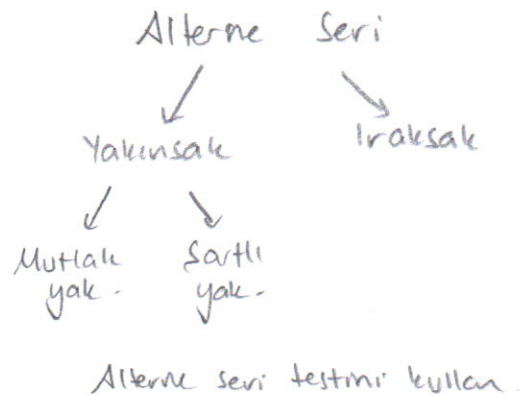 Alterne Seri
Yakınsak Iraksak
Mutlak Şartlı
yak. yak.
Alterne seri testini kullan.